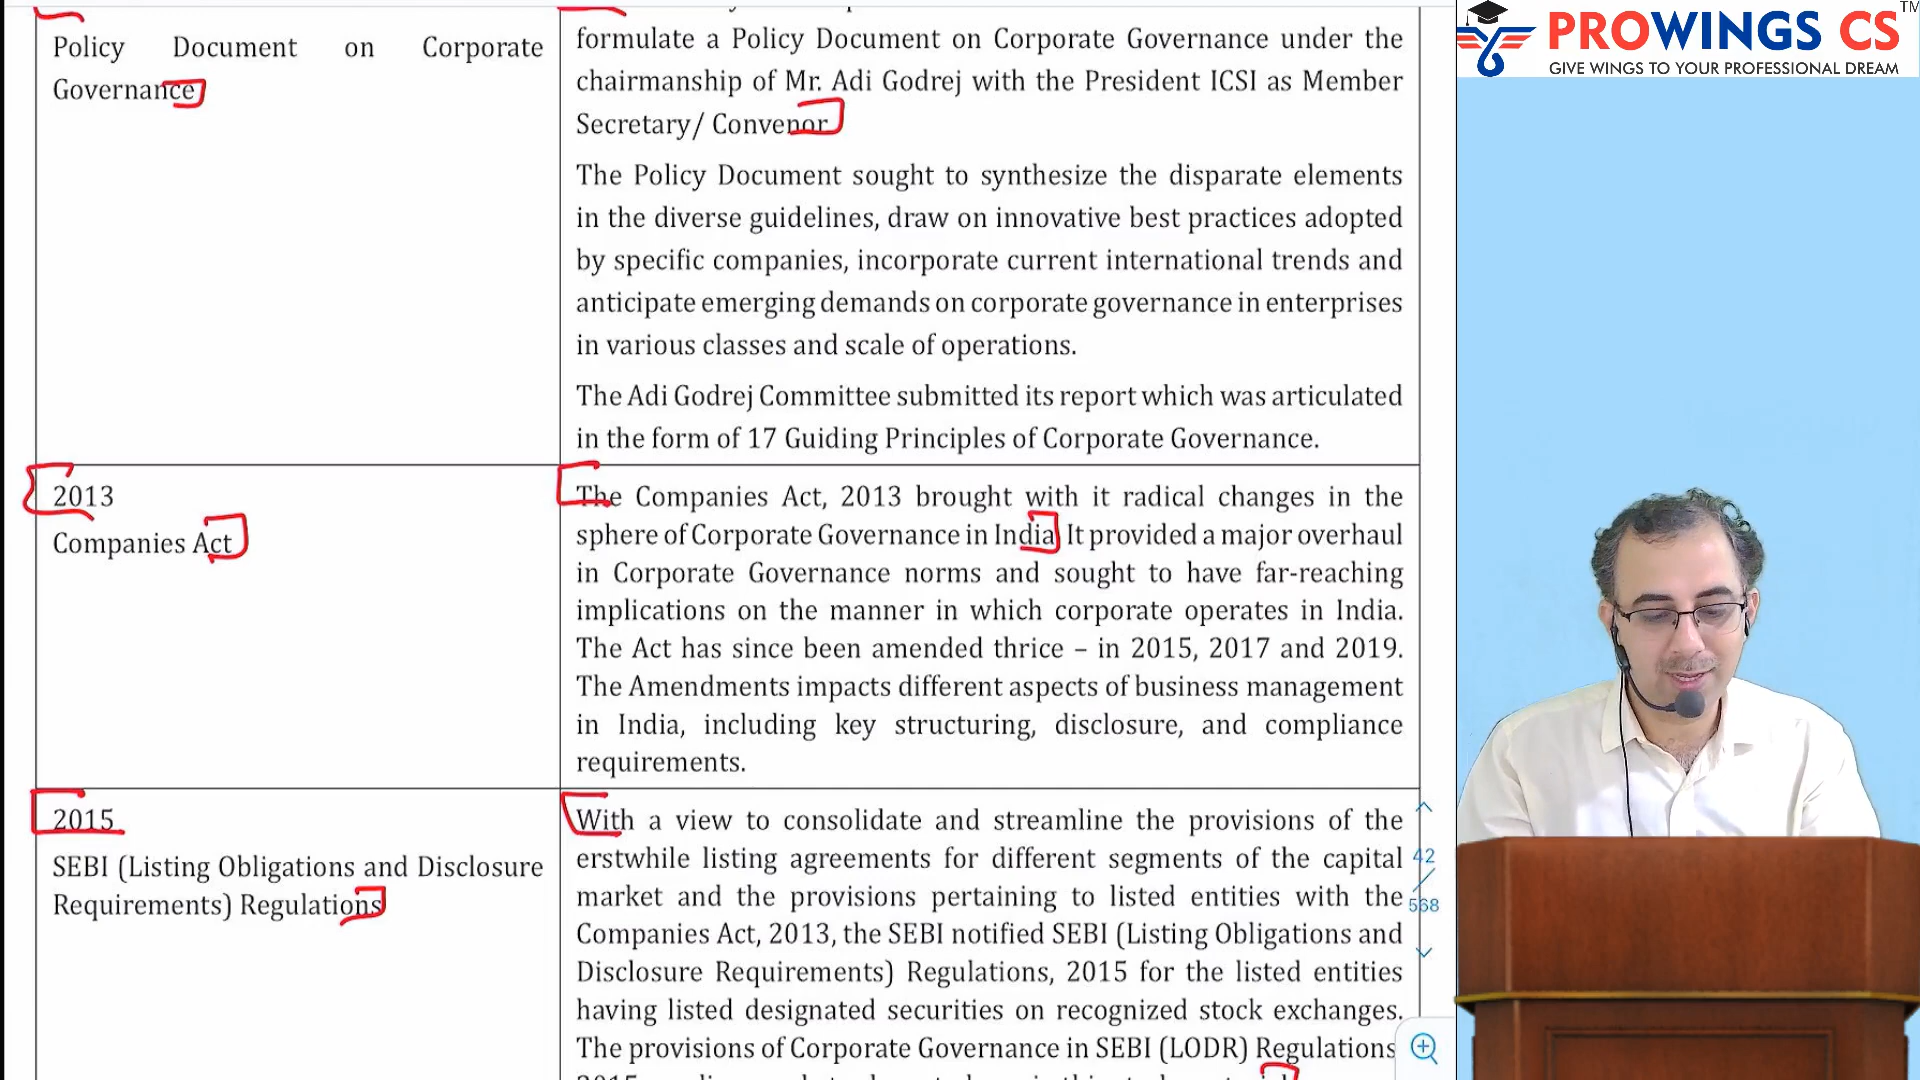 Policy Document on Corporate
Governance
formulate a Policy Document on Corporate Governance under the
chairmanship of Mr. Adi Godrej with the President ICSI as Member
Secretary/ Convenor
The Policy Document sought to synthesize the disparate elements
in the diverse guidelines, draw on innovative best practices adopted
by specific companies, incorporate current international trends and
anticipate emerging demands on corporate governance in enterprises
in various classes and scale of operations.
The Adi Godrej Committee submitted its report which was articulated
in the form of 17 Guiding Principles of Corporate Governance.
2013
Companies Act
The Companies Act, 2013 brought with it radical changes in the
sphere of Corporate Governance in India It provided a major overhaul
in Corporate Governance norms and sought to have far-reaching
implications on the manner in which corporate operates in India.
The Act has since been amended thrice – in 2015, 2017 and 2019.
The Amendments impacts different aspects of business management
in India, including key structuring, disclosure, and compliance
requirements.
2015
SEBI (Listing Obligations and Disclosure
Requirements) Regulations
With a view to consolidate and streamline the provisions of the
erstwhile listing agreements for different segments of the capital
market and the provisions pertaining to listed entities with the
Companies Act, 2013, the SEBI notified SEBI (Listing Obligations and
Disclosure Requirements) Regulations, 2015 for the listed entities
having listed designated securities on recognized stock exchanges.
The provisions of Corporate Governance in SEBI (LODR) Regulations
42
568
PROWINGS CS TM
GIVE WINGS TO YOUR PROFESSIONAL DREAM